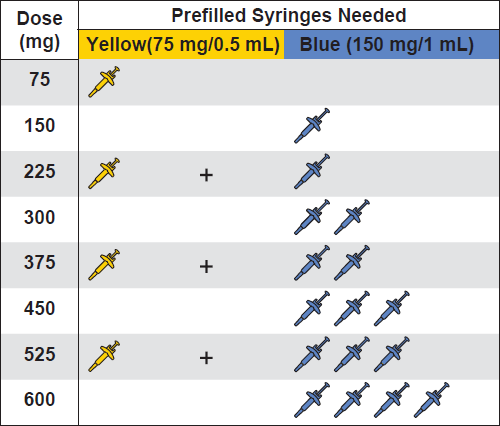 Dose
(mg)
Prefilled Syringes Needed
Yellow(75 mg/0.5 mL)
Blue (150 mg/1 mL)
75
150
225 +
300
375 +
450
525 +
600